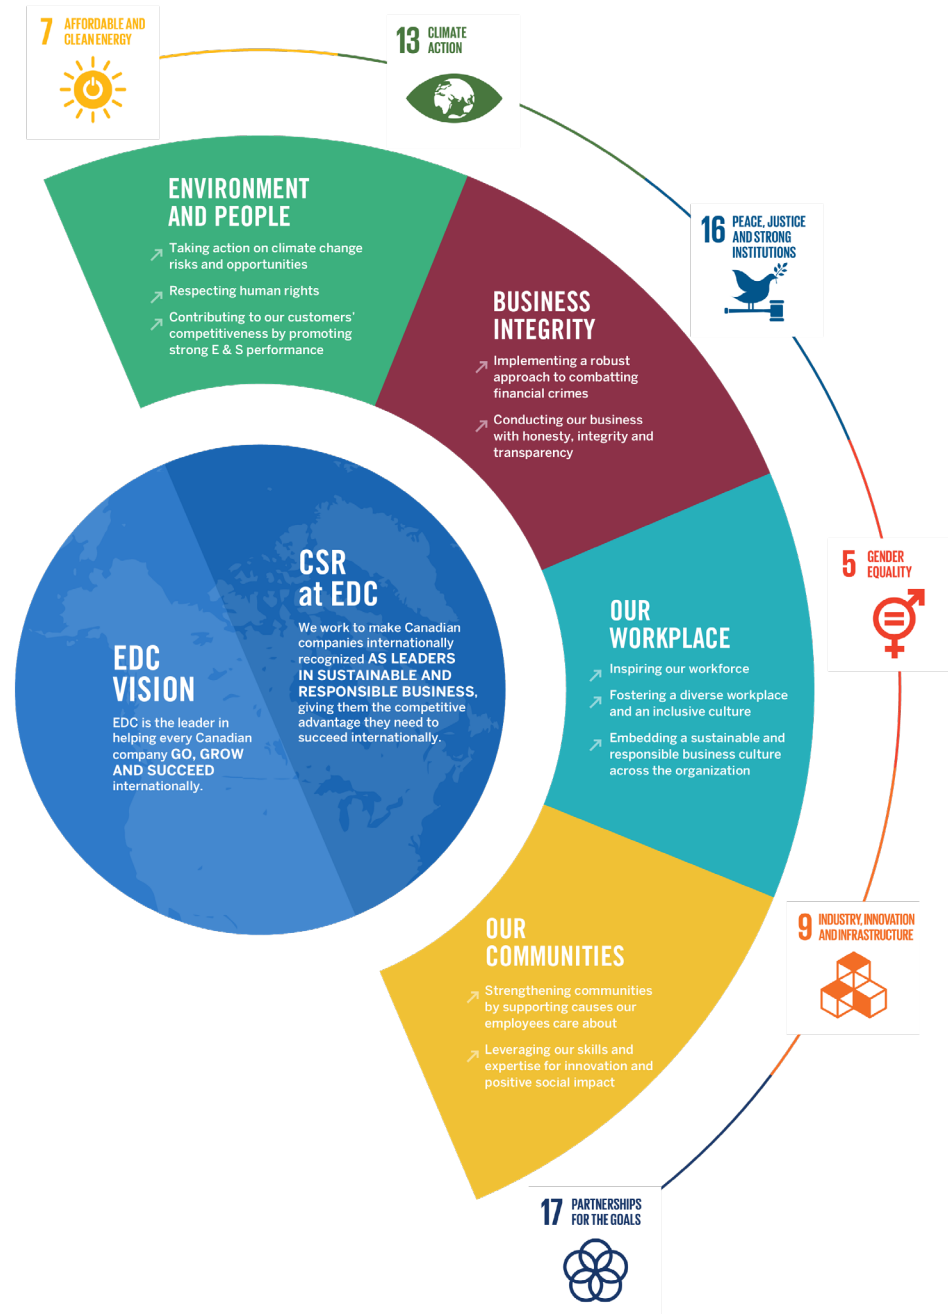 7 AFFORDABLE AND
CLEAN ENERGY
13 CLIMATE
ACTION
ENVIRONMENT
AND PEOPLE
Taking action on climate change
risks and opportunities
Respecting human rights
Contributing to our customers'
competitiveness by promoting
strong E & S performance
16 PEACE, JUSTICE
AND STRONG
INSTITUTIONS
BUSINESS
INTEGRITY
Implementing a robust
approach to combatting
financial crimes
Conducting our business
with honesty, integrity and
transparency
5 GENDER
EQUALITY
OUR
WORKPLACE
Inspiring our workforce
Fostering a diverse workplace
and an inclusive culture
Embedding a sustainable and
responsible business culture
across the organization
CSR
at EDC
We work to make Canadian
companies internationally
recognized AS LEADERS
IN SUSTAINABLE AND
RESPONSIBLE BUSINESS,
giving them the competitive
advantage they need to
succeed internationally.
EDC
VISION
EDC is the leader in
helping every Canadian
company GO, GROW
AND SUCCEED
internationally.
9 INDUSTRY, INNOVATION
AND INFRASTRUCTURE
OUR
COMMUNITIES
Strengthening communities
by supporting causes our
employees care about
Leveraging our skills and
expertise for innovation and
positive social impact
17 PARTNERSHIPS
FOR THE GOALS